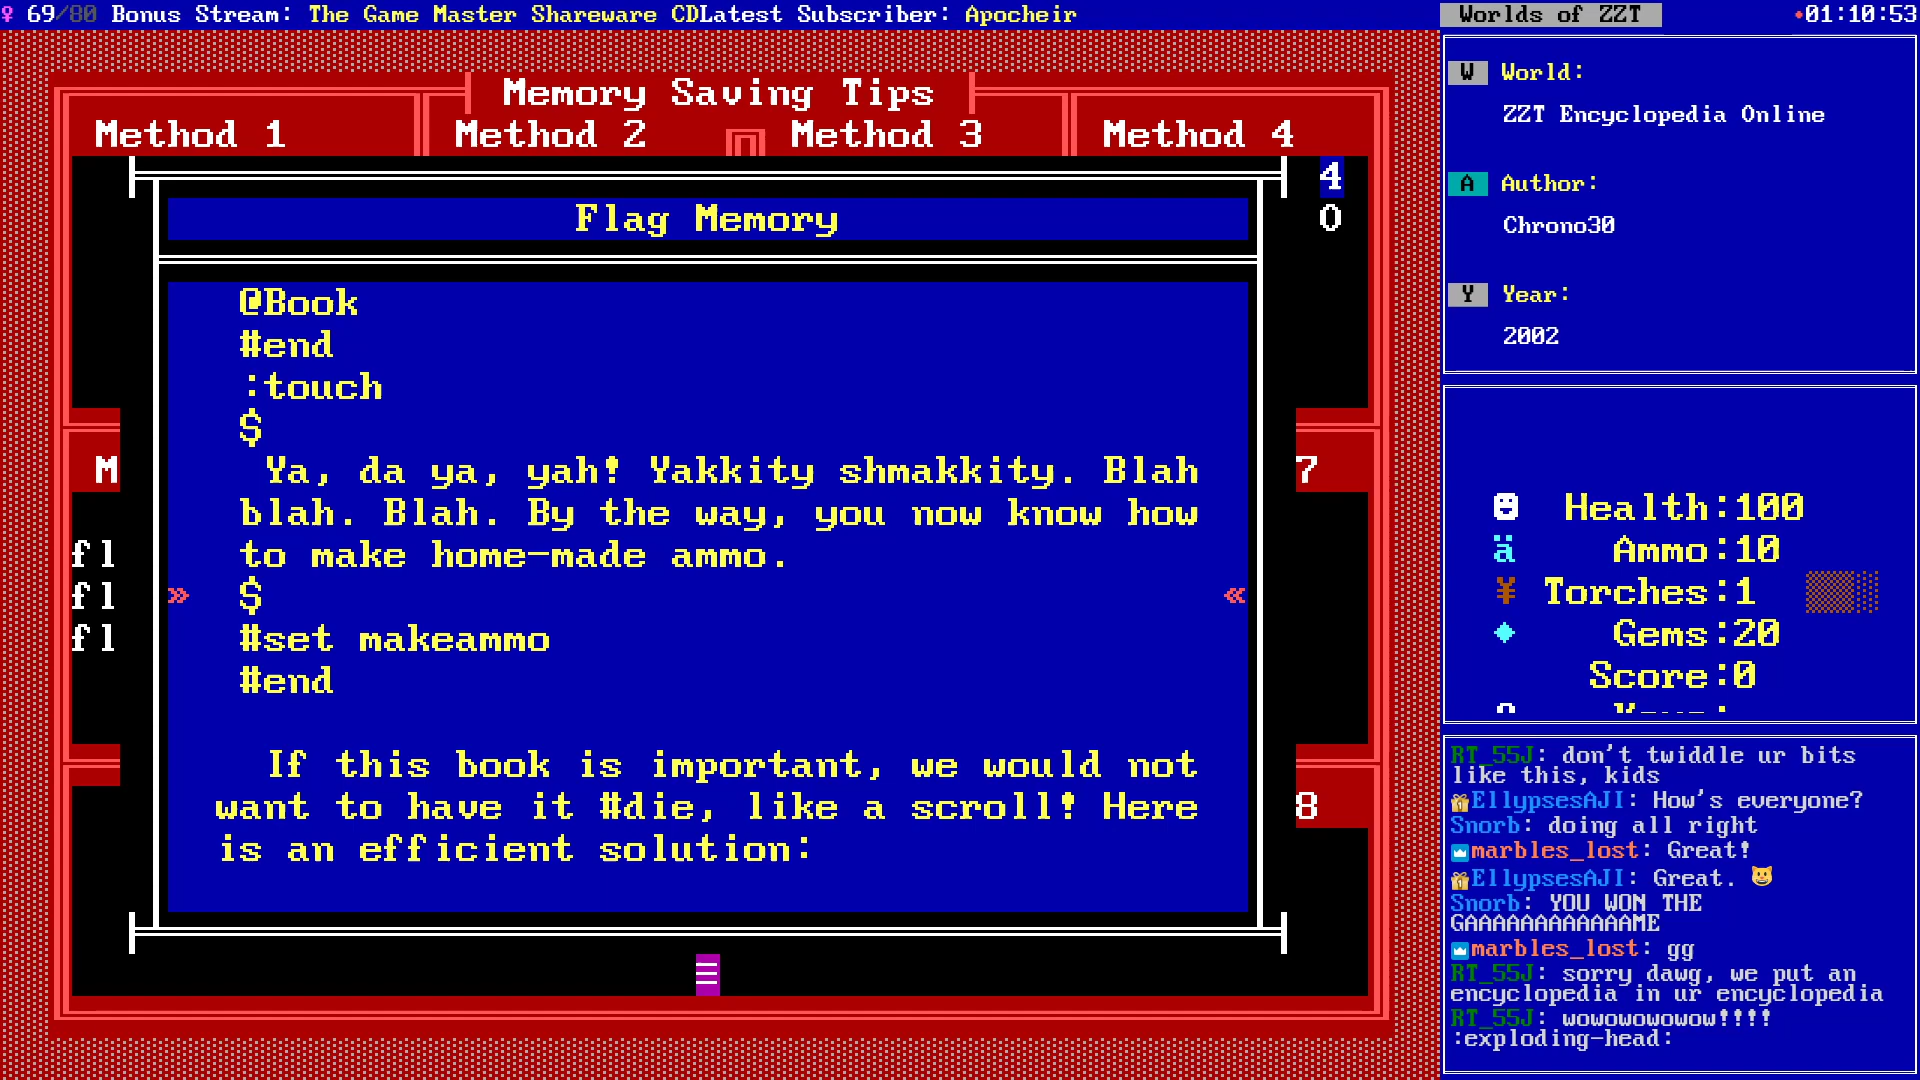 ♀ 69/80 Bonus Stream: The Game Master Shareware CDLatest Subscriber: Apocheir
Worlds of ZZT
01:10:53
Memory Saving Tips
Method 1 Method 2 Method 3 Method 4
4
0
Flag Memory
@Book
#end
:touch
$
Ya, da ya, yah! Yakkity shmakkity. Blah
blah. Blah. By the way, you now know how
to make home-made ammo.
» $ «
#set makeammo
#end
If this book is important, we would not
want to have it #die, like a scroll! Here
is an efficient solution:
M
7
fl
fl
fl
8
W World:
ZZT Encyclopedia Online
A Author:
Chrono30
Y Year:
2002
Health:100
Ammo:10
Torches:1
Gems:20
Score:0
RT_55J: don't twiddle ur bits
like this, kids
EllypsesAJI: How's everyone?
Snorb: doing all right
marbles_lost: Great!
EllypsesAJI: Great. 😺
Snorb: YOU WON THE
GAAAAAAAAAAAAME
marbles_lost: gg
RT_55J: sorry dawg, we put an
encyclopedia in ur encyclopedia
RT_55J: wowowowowow!!!!
:exploding-head: